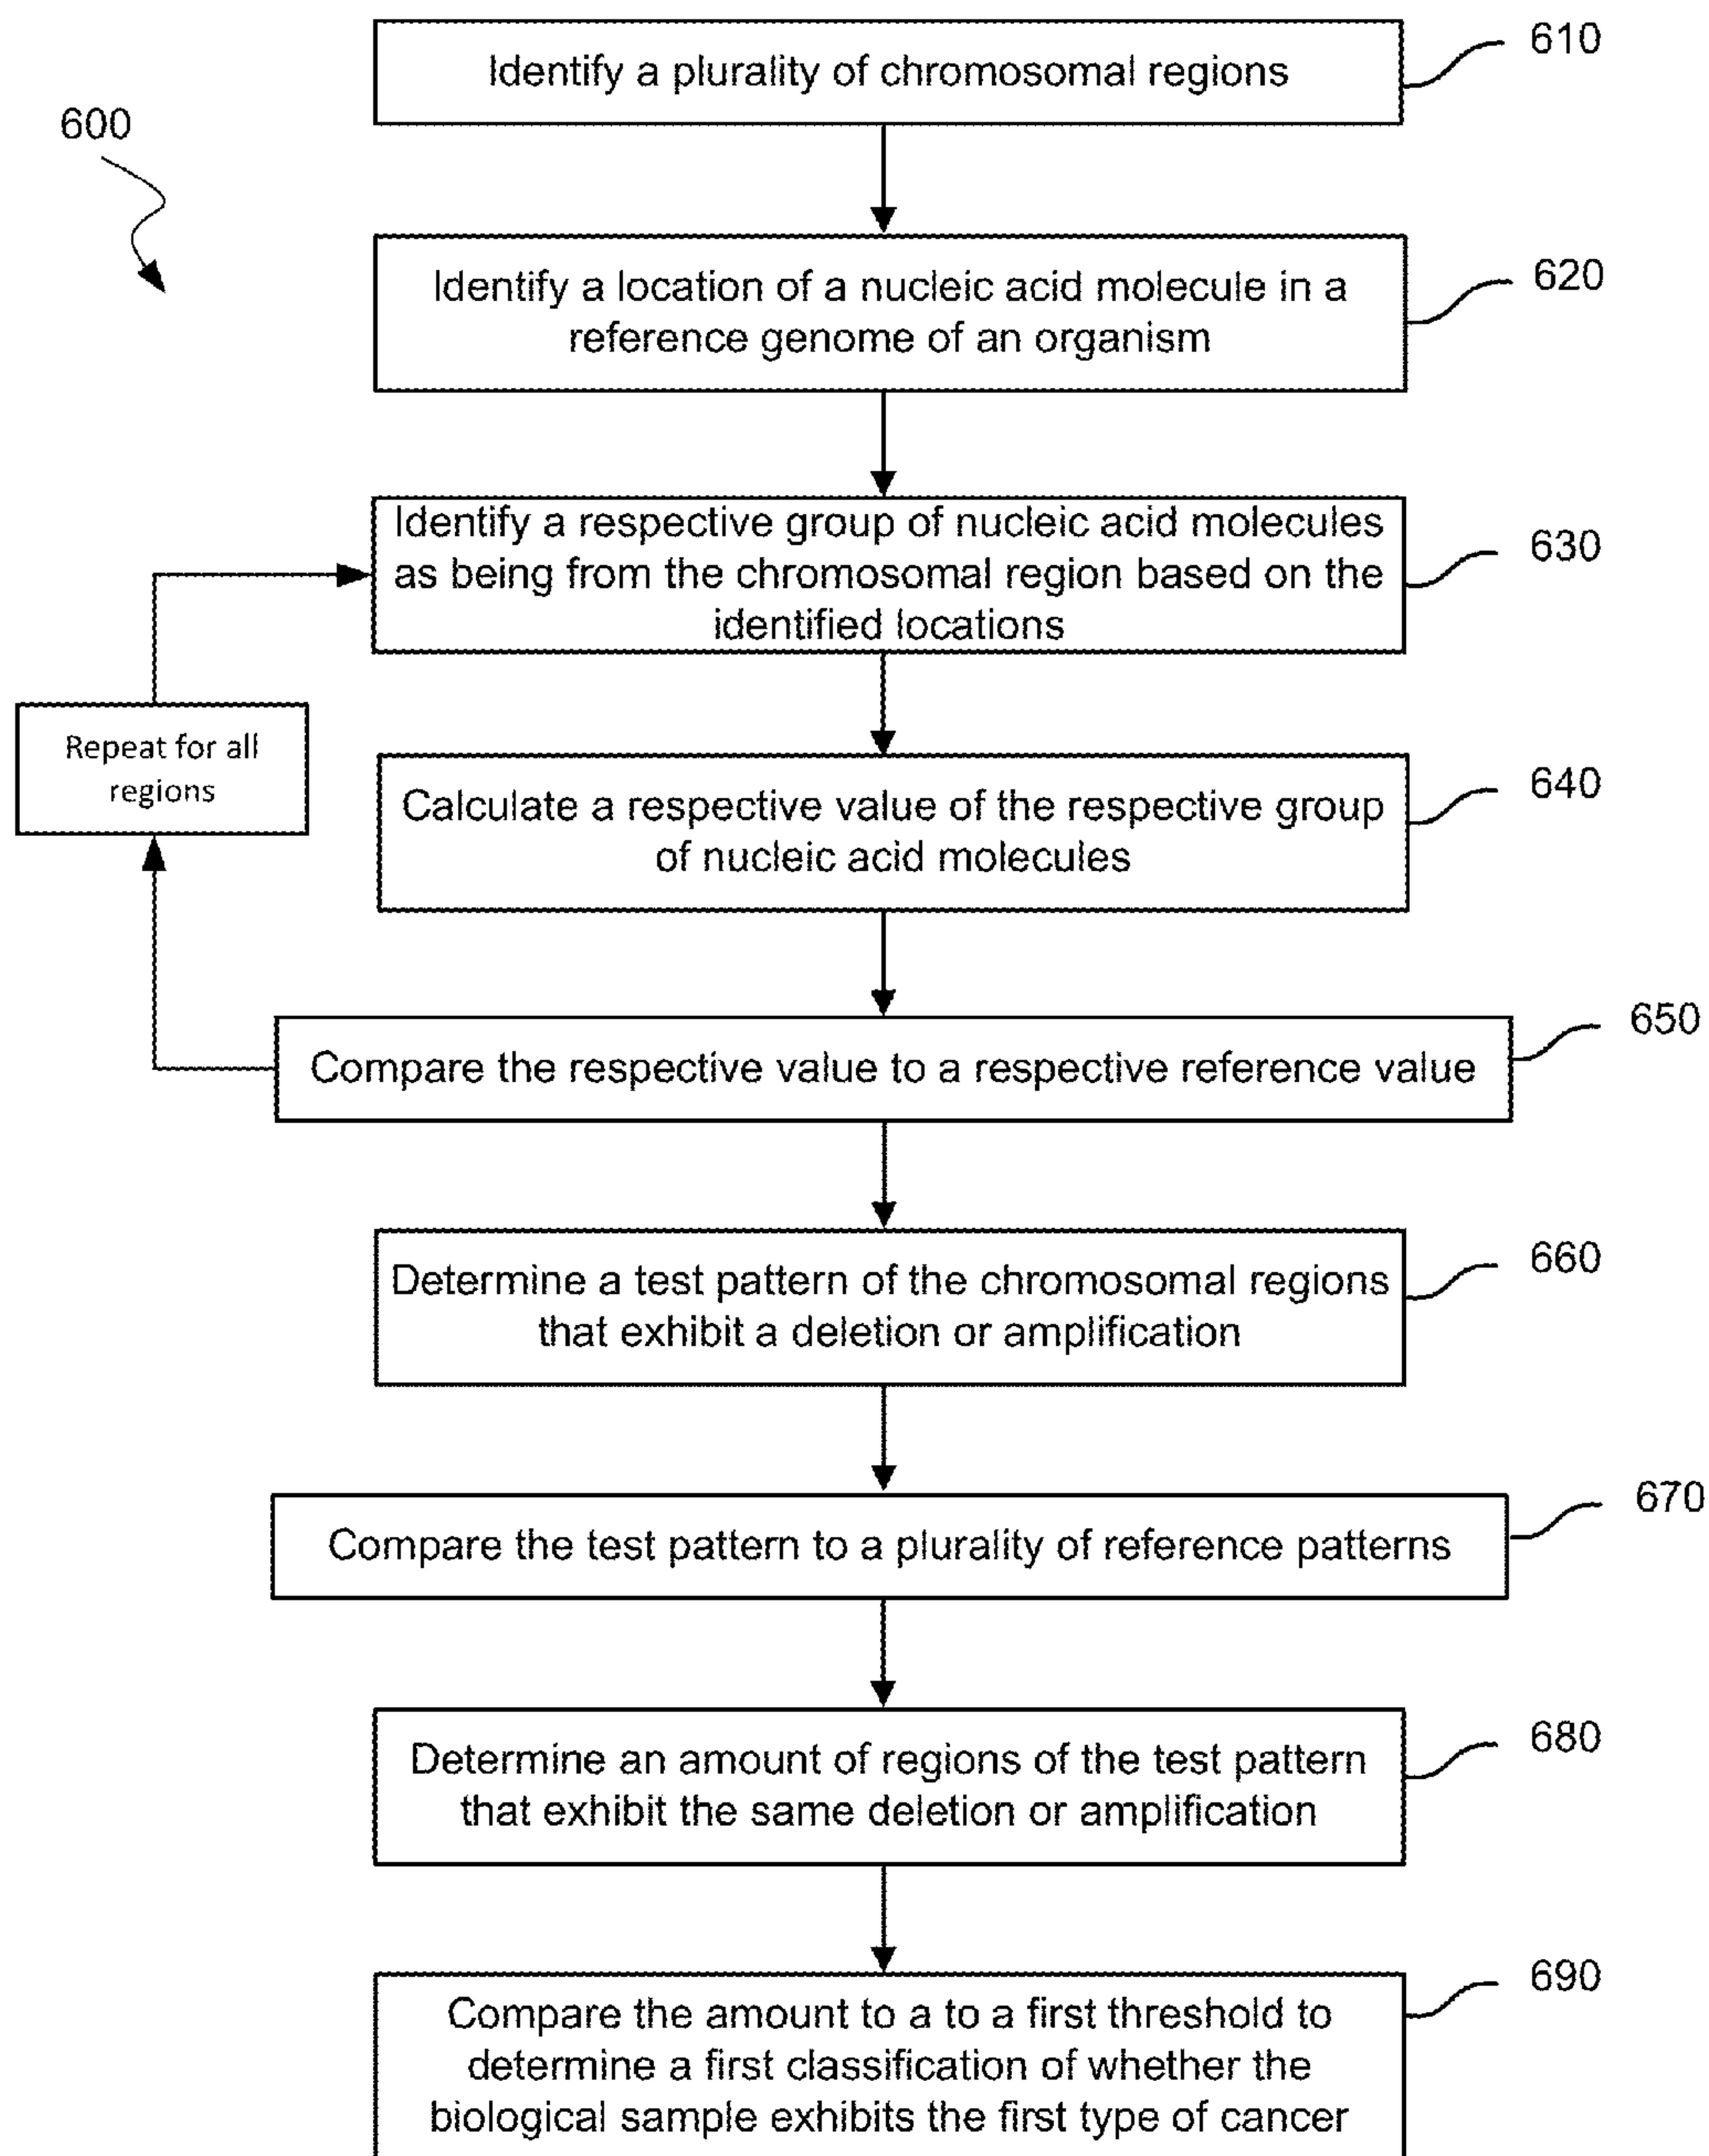 600
Identify a plurality of chromosomal regions
610
Identify a location of a nucleic acid molecule in a
reference genome of an organism
620
Identify a respective group of nucleic acid molecules
as being from the chromosomal region based on the
identified locations
630
Repeat for all
regions
Calculate a respective value of the respective group
of nucleic acid molecules
640
Compare the respective value to a respective reference value
650
Determine a test pattern of the chromosomal regions
that exhibit a deletion or amplification
660
Compare the test pattern to a plurality of reference patterns
670
Determine an amount of regions of the test pattern
that exhibit the same deletion or amplification
680
Compare the amount to a to a first threshold to
determine a first classification of whether the
biological sample exhibits the first type of cancer
690